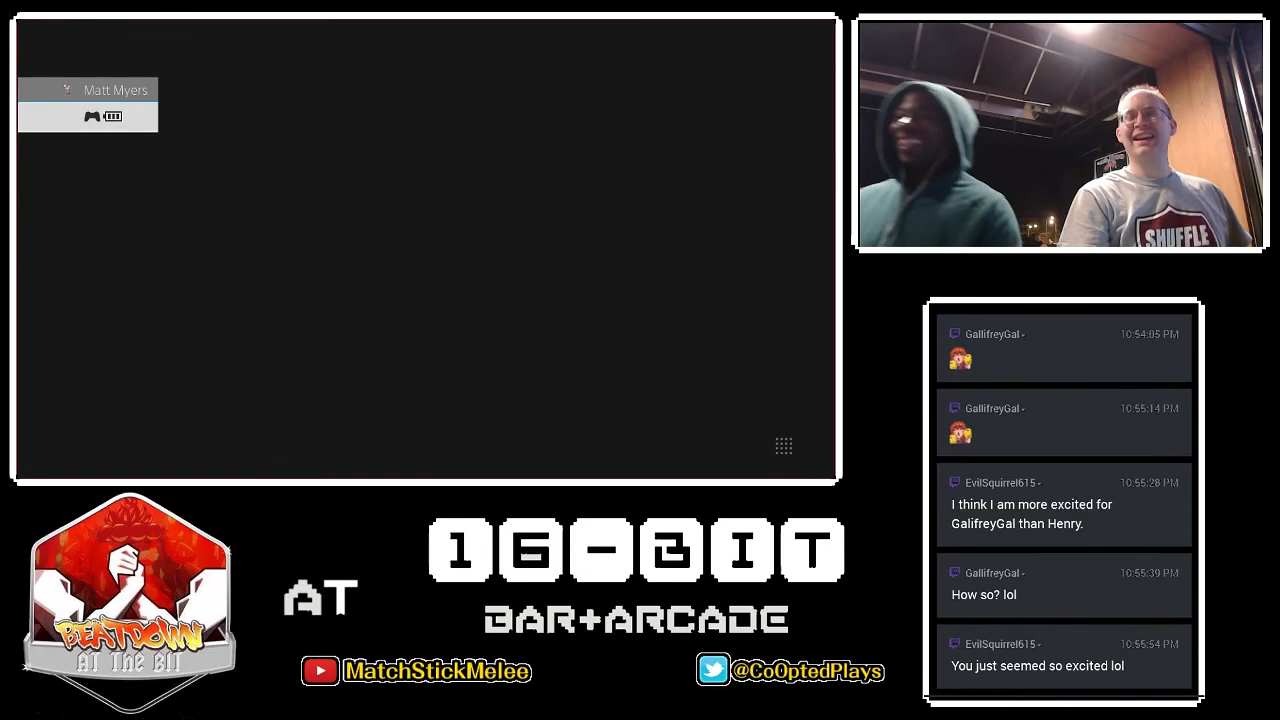 Matt Myers
SHUFFLE
GallifreyGal
10:54:05 PM
GallifreyGal
10:55:14 PM
EvilSquirrel615
10:55:28 PM
I think I am more excited for
GalifreyGal than Henry.
GallifreyGal
10:55:39 PM
How so? lol
EvilSquirrel615
10:55:54 PM
You just seemed so excited lol
BEATDOWN
AT THE BIT
AT
16-BIT
BAR+ARCADE
MatchStickMelee
@CoOptedPlays